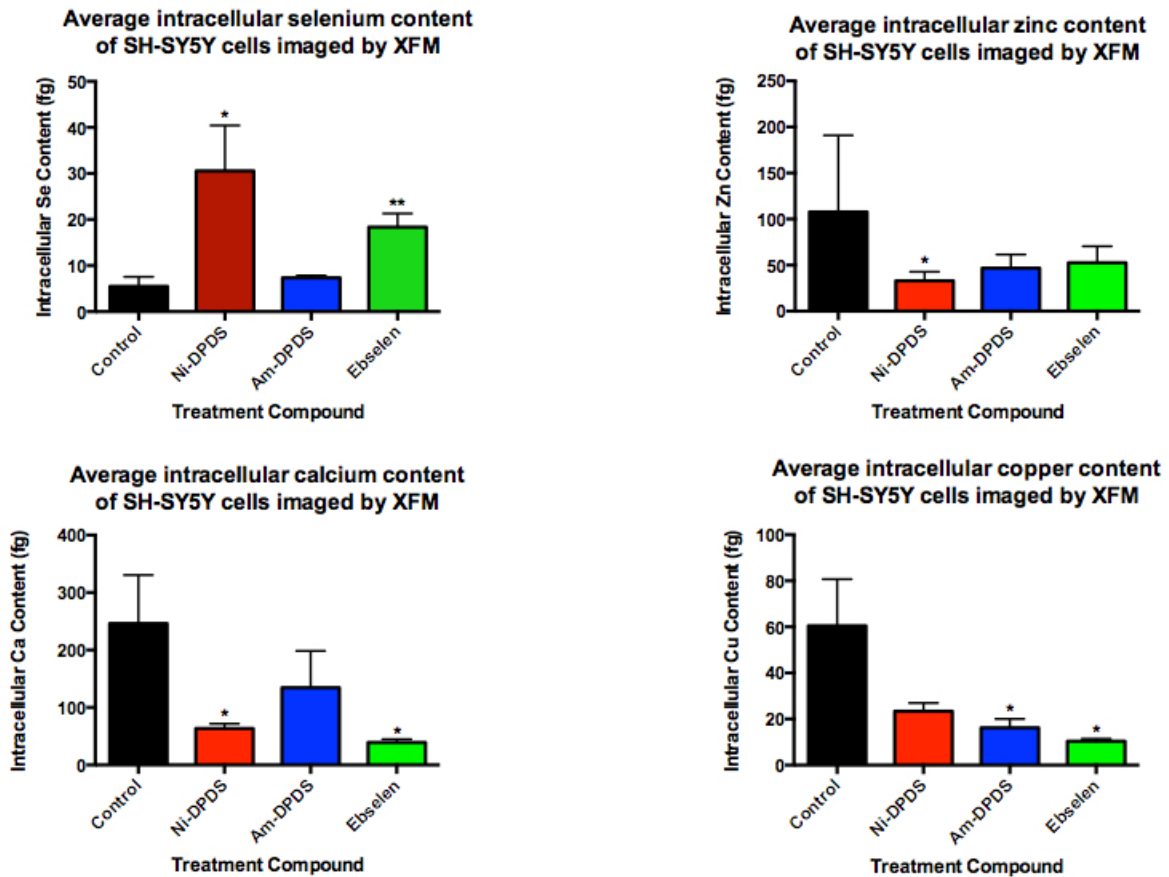 Average intracellular selenium content
of SH-SY5Y cells imaged by XFM
Intracellular Se Content (fg)
50
40
30
20
10
0
*
**
Control
Ni-DPDS
Am-DPDS
Ebselen
Treatment Compound
Average intracellular zinc content
of SH-SY5Y cells imaged by XFM
Intracellular Zn Content (fg)
250
200
150
100
50
0
*
Control
Ni-DPDS
Am-DPDS
Ebselen
Treatment Compound
Average intracellular calcium content
of SH-SY5Y cells imaged by XFM
Intracellular Ca Content (fg)
400
300
200
100
0
*
*
Control
Ni-DPDS
Am-DPDS
Ebselen
Treatment Compound
Average intracellular copper content
of SH-SY5Y cells imaged by XFM
Intracellular Cu Content (fg)
100
80
60
40
20
0
*
*
Control
Ni-DPDS
Am-DPDS
Ebselen
Treatment Compound